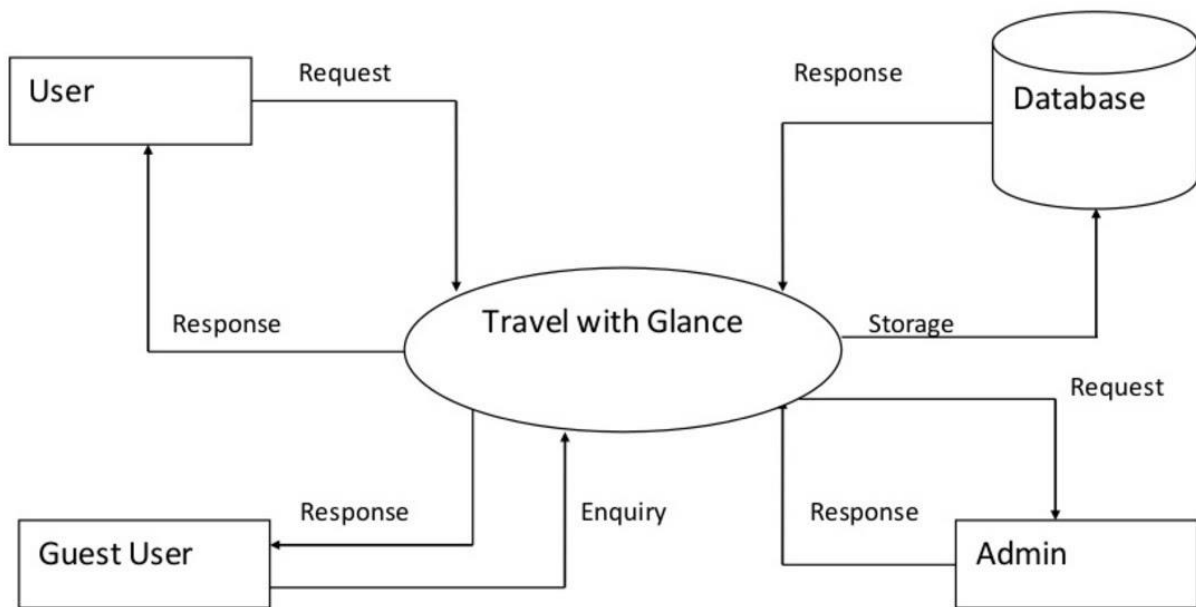 User
Request
Response
Database
Response
Travel with Glance
Storage
Request
Response
Enquiry
Response
Guest User
Admin